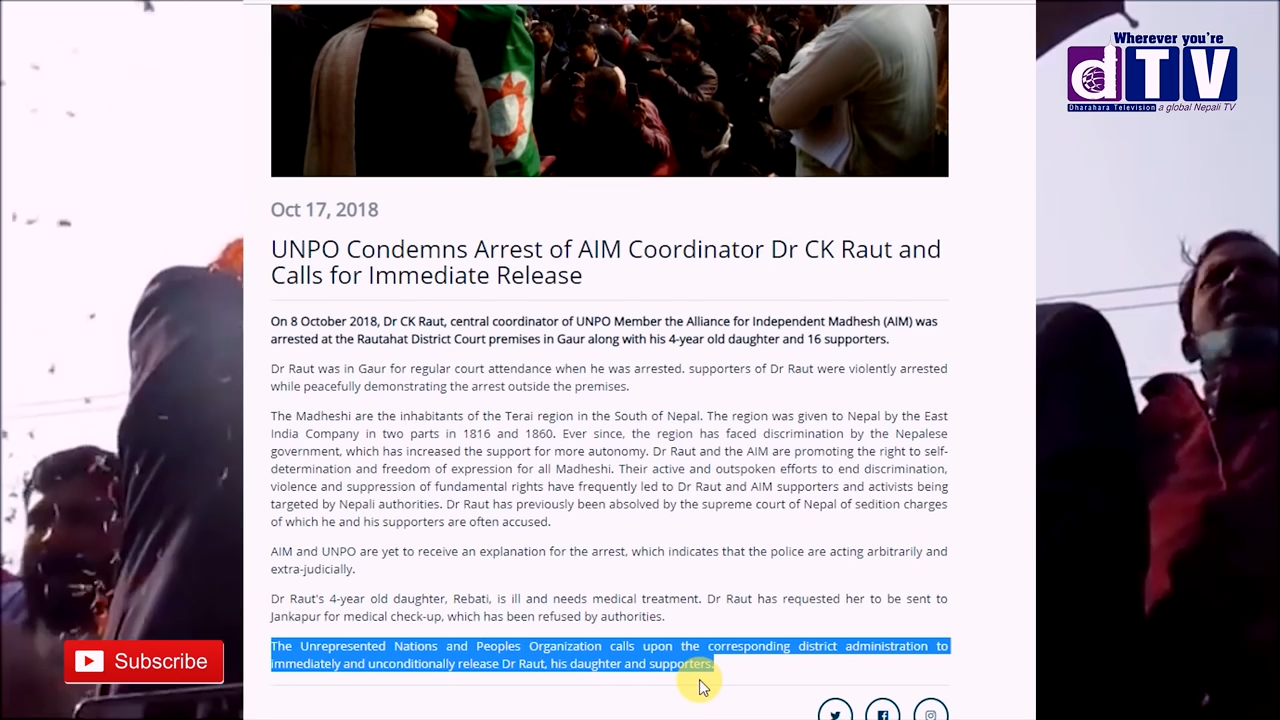 Wherever you're
dTV
Dharahara Television a global Nepali TV
Oct 17, 2018
UNPO Condemns Arrest of AIM Coordinator Dr CK Raut and
Calls for Immediate Release
On 8 October 2018, Dr CK Raut, central coordinator of UNPO Member the Alliance for Independent Madhesh (AIM) was
arrested at the Rautahat District Court premises in Gaur along with his 4-year old daughter and 16 supporters.
Dr Raut was in Gaur for regular court attendance when he was arrested. supporters of Dr Raut were violently arrested
while peacefully demonstrating the arrest outside the premises.
The Madheshi are the inhabitants of the Terai region in the South of Nepal. The region was given to Nepal by the East
India Company in two parts in 1816 and 1860. Ever since, the region has faced discrimination by the Nepalese
government, which has increased the support for more autonomy. Dr Raut and the AIM are promoting the right to self-
determination and freedom of expression for all Madheshi. Their active and outspoken efforts to end discrimination,
violence and suppression of fundamental rights have frequently led to Dr Raut and AIM supporters and activists being
targeted by Nepali authorities. Dr Raut has previously been absolved by the supreme court of Nepal of sedition charges
of which he and his supporters are often accused.
AIM and UNPO are yet to receive an explanation for the arrest, which indicates that the police are acting arbitrarily and
extra-judicially.
Dr Raut's 4-year old daughter, Rebati, is ill and needs medical treatment. Dr Raut has requested her to be sent to
Jankapur for medical check-up, which has been refused by authorities.
The Unrepresented Nations and Peoples Organization calls upon the corresponding district administration to
immediately and unconditionally release Dr Raut, his daughter and supporters.
Subscribe